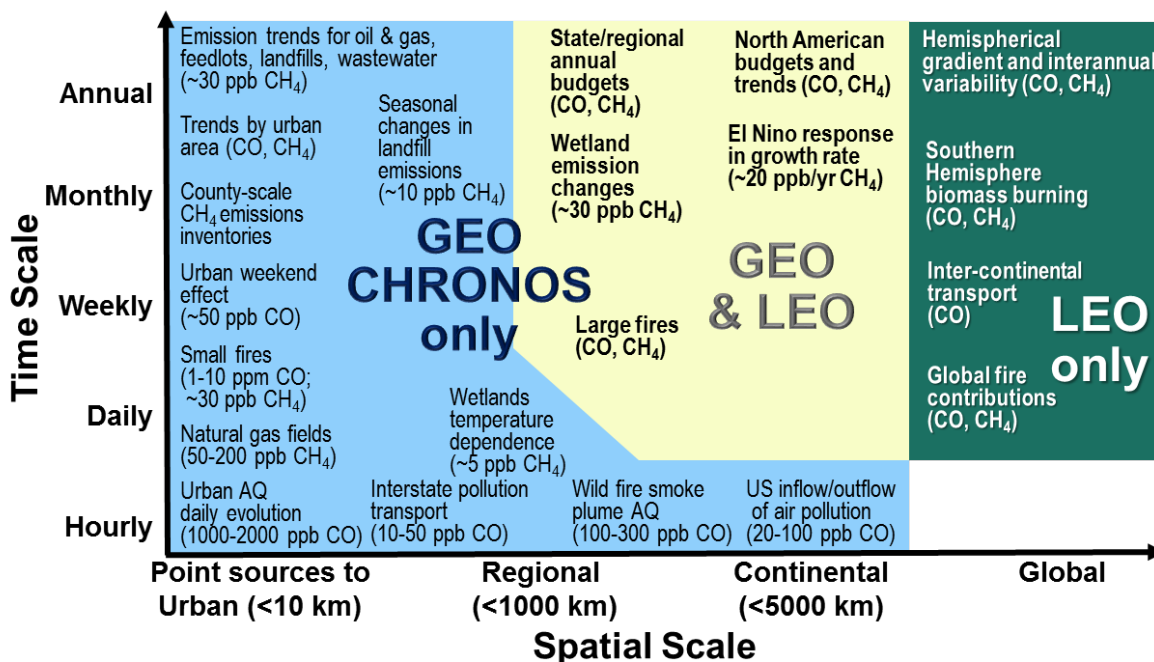 Time Scale
Annual
Monthly
Weekly
Daily
Hourly
Emission trends for oil & gas,
feedlots, landfills, wastewater
(~30 ppb CH₄)
Trends by urban
area (CO, CH₄)
Seasonal
changes in
landfill
emissions
(~10 ppb CH₄)
County-scale
CH₄ emissions
inventories
Urban weekend
effect
(~50 ppb CO)
Small fires
(1-10 ppm CO;
~30 ppb CH₄)
Natural gas fields
(50-200 ppb CH₄)
Wetlands
temperature
dependence
(~5 ppb CH₄)
Urban AQ
daily evolution
(1000-2000 ppb CO)
Interstate pollution
transport
(10-50 ppb CO)
Wild fire smoke
plume AQ
(100-300 ppb CO)
US inflow/outflow
of air pollution
(20-100 ppb CO)
GEO
CHRONOS
only
State/regional
annual
budgets
(CO, CH₄)
Wetland
emission
changes
(~30 ppb CH₄)
North American
budgets and
trends (CO, CH₄)
El Nino response
in growth rate
(~20 ppb/yr CH₄)
GEO
& LEO
Large fires
(CO, CH₄)
Hemispherical
gradient and interannual
variability (CO, CH₄)
Southern
Hemisphere
biomass burning
(CO, CH₄)
Inter-continental
transport
(CO)
LEO
only
Global fire
contributions
(CO, CH₄)
Point sources to
Urban (<10 km)
Regional
(<1000 km)
Continental
(<5000 km)
Global
Spatial Scale